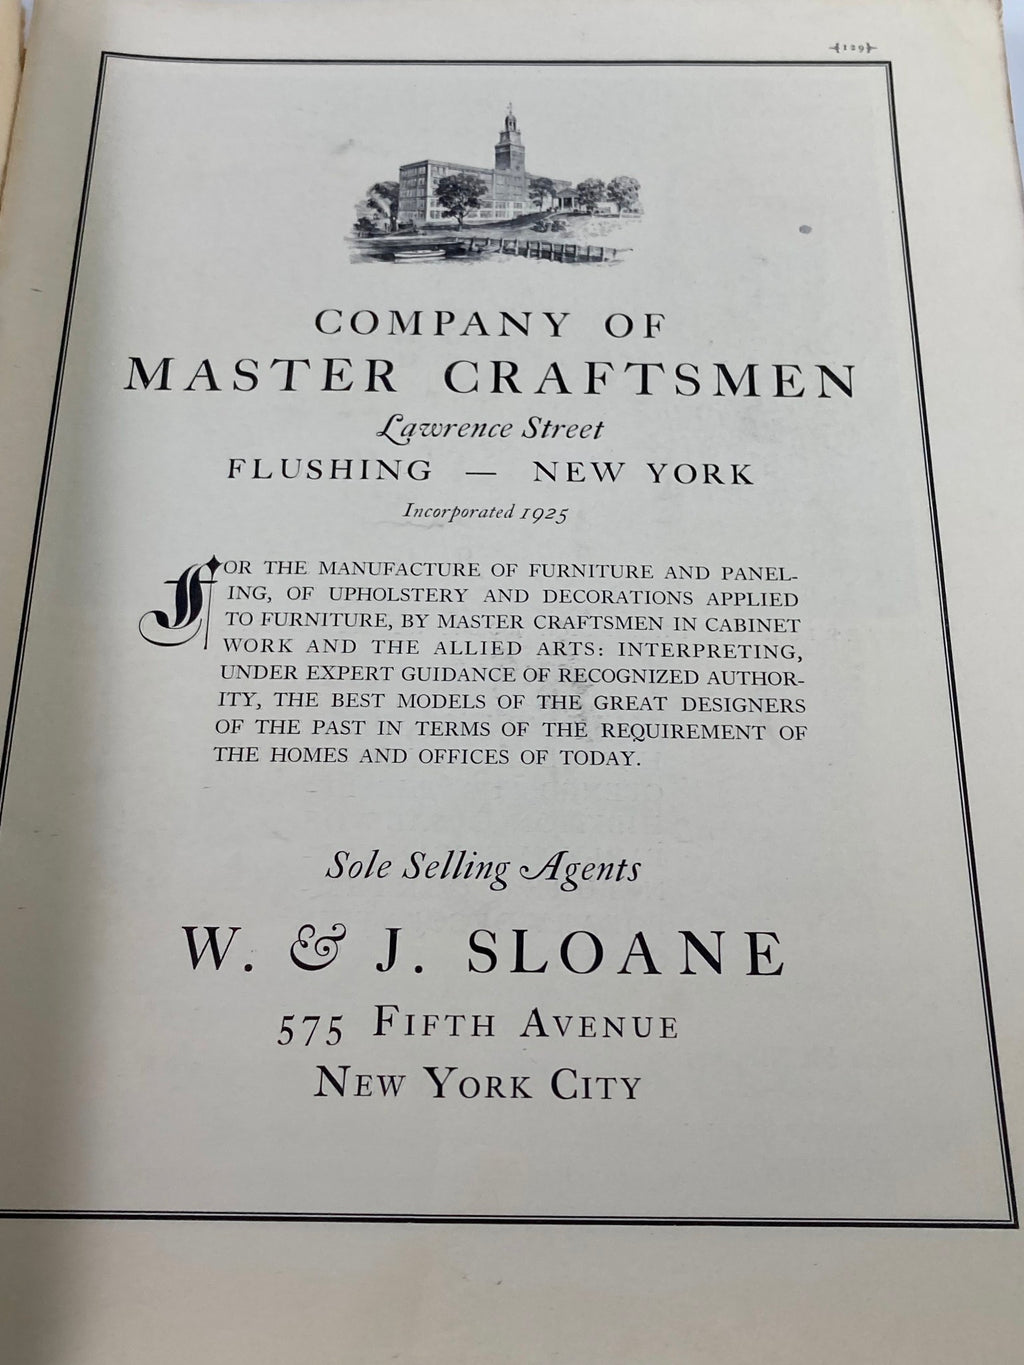 129
COMPANY OF
MASTER CRAFTSMEN
Lawrence Street
FLUSHING — NEW YORK
Incorporated 1925
FOR THE MANUFACTURE OF FURNITURE AND PANEL-
ING, OF UPHOLSTERY AND DECORATIONS APPLIED
TO FURNITURE, BY MASTER CRAFTSMEN IN CABINET
WORK AND THE ALLIED ARTS: INTERPRETING,
UNDER EXPERT GUIDANCE OF RECOGNIZED AUTHOR-
ITY, THE BEST MODELS OF THE GREAT DESIGNERS
OF THE PAST IN TERMS OF THE REQUIREMENT OF
THE HOMES AND OFFICES OF TODAY.
Sole Selling Agents
W. & J. SLOANE
575 FIFTH AVENUE
NEW YORK CITY